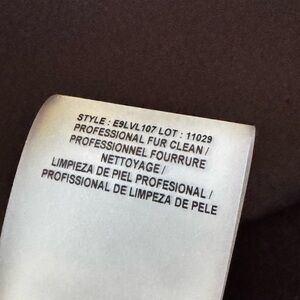 STYLE : E9LVL107 LOT : 11029
PROFESSIONAL FUR CLEAN /
PROFESSIONNEL FOURRURE
NETTOYAGE /
LIMPIEZA DE PIEL PROFESIONAL /
PROFISSIONAL DE LIMPEZA DE PELE